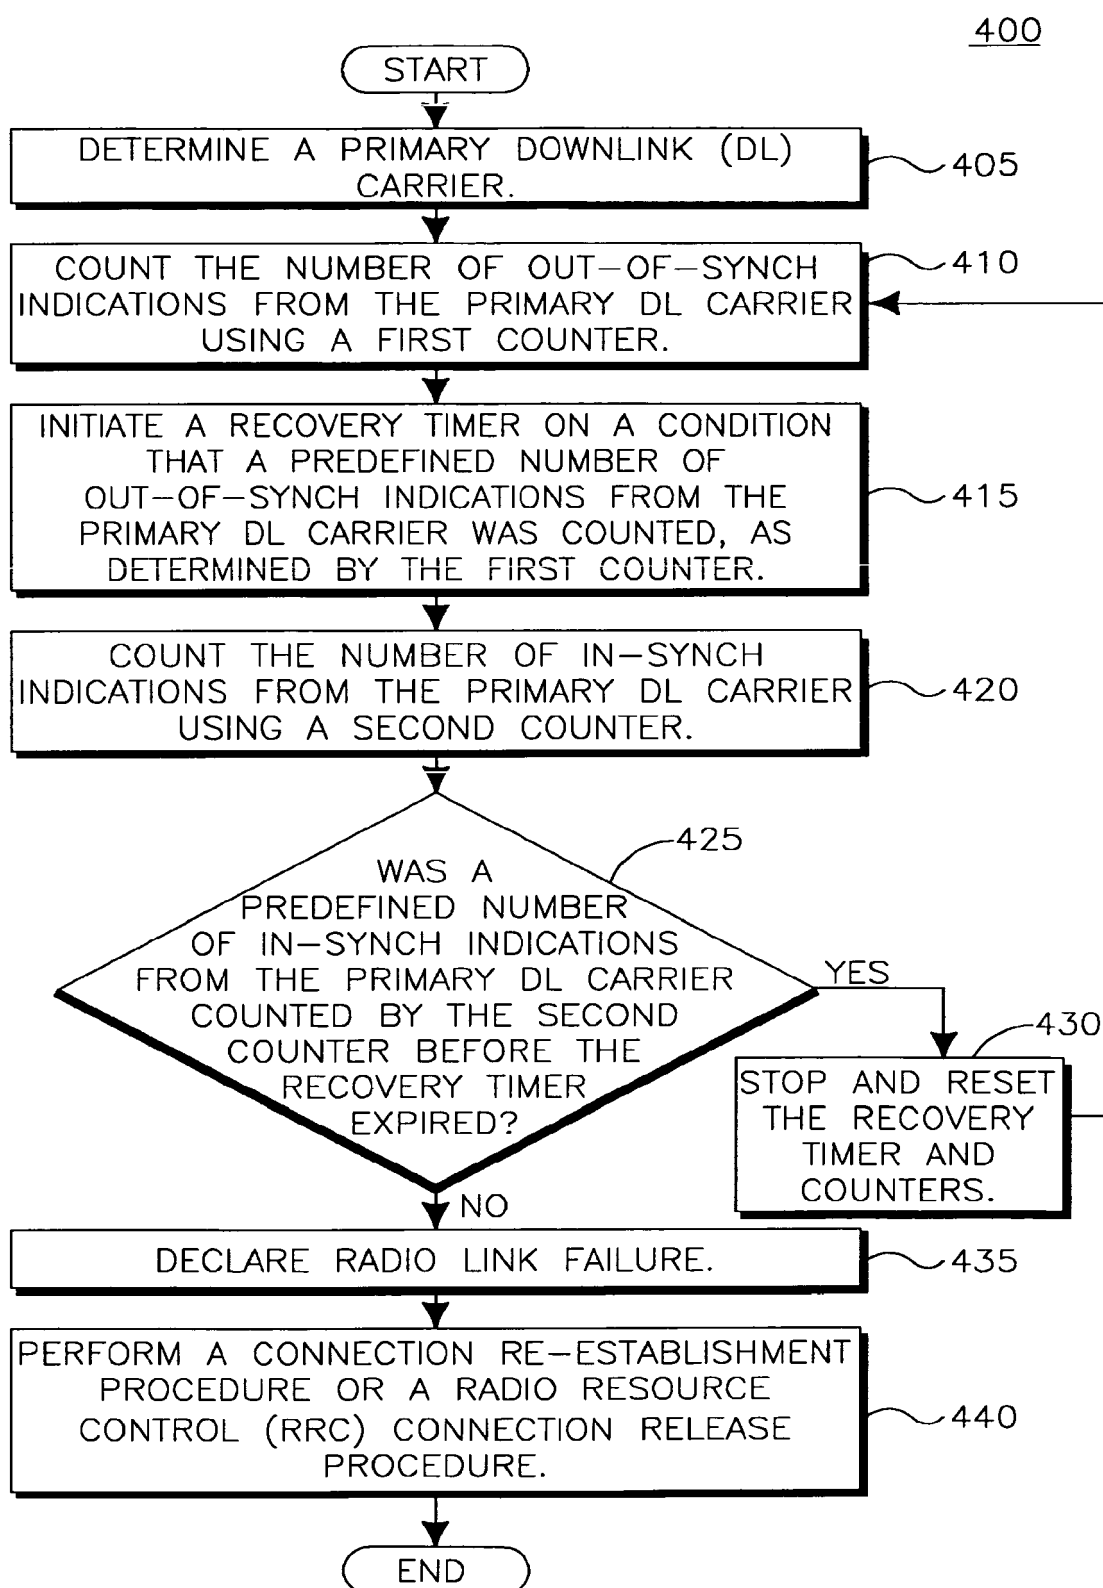 400
START
DETERMINE A PRIMARY DOWNLINK (DL)
CARRIER.
405
COUNT THE NUMBER OF OUT-OF-SYNCH
INDICATIONS FROM THE PRIMARY DL CARRIER
USING A FIRST COUNTER.
410
INITIATE A RECOVERY TIMER ON A CONDITION
THAT A PREDEFINED NUMBER OF
OUT-OF-SYNCH INDICATIONS FROM THE
PRIMARY DL CARRIER WAS COUNTED, AS
DETERMINED BY THE FIRST COUNTER.
415
COUNT THE NUMBER OF IN-SYNCH
INDICATIONS FROM THE PRIMARY DL CARRIER
USING A SECOND COUNTER.
420
425
WAS A
PREDEFINED NUMBER
OF IN-SYNCH INDICATIONS
FROM THE PRIMARY DL CARRIER
COUNTED BY THE SECOND
COUNTER BEFORE THE
RECOVERY TIMER
EXPIRED?
YES
430
STOP AND RESET
THE RECOVERY
TIMER AND
COUNTERS.
NO
DECLARE RADIO LINK FAILURE.
435
PERFORM A CONNECTION RE-ESTABLISHMENT
PROCEDURE OR A RADIO RESOURCE
CONTROL (RRC) CONNECTION RELEASE
PROCEDURE.
440
END